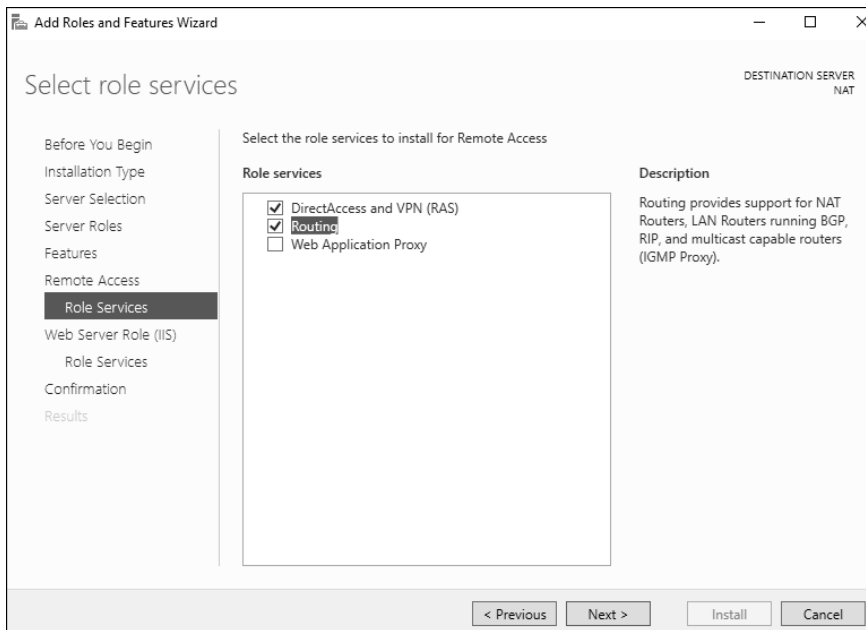 Add Roles and Features Wizard
Select role services
DESTINATION SERVER
NAT
Before You Begin
Installation Type
Server Selection
Server Roles
Features
Remote Access
Role Services
Web Server Role (IIS)
Role Services
Confirmation
Results
Select the role services to install for Remote Access
Role services
DirectAccess and VPN (RAS)
Routing
Web Application Proxy
Description
Routing provides support for NAT
Routers, LAN Routers running BGP,
RIP, and multicast capable routers
(IGMP Proxy).
< Previous
Next >
Install
Cancel